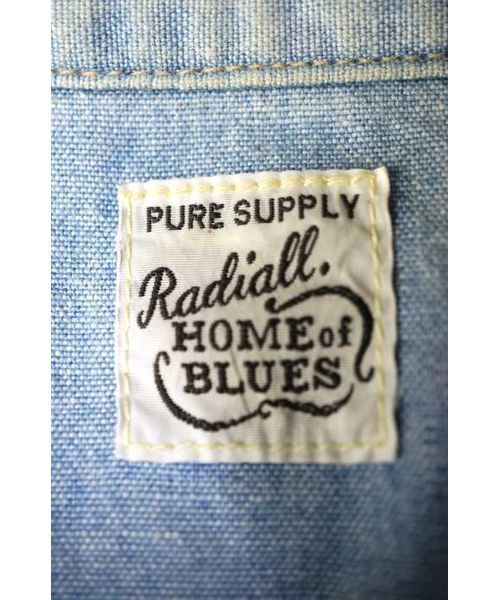 PURE SUPPLY
Radiall.
HOME of
BLUES